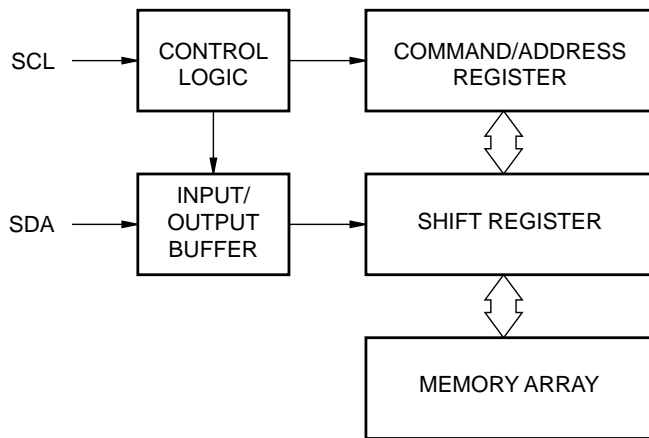 SCL
CONTROL
LOGIC
COMMAND/ADDRESS
REGISTER
SDA
INPUT/
OUTPUT
BUFFER
SHIFT REGISTER
MEMORY ARRAY